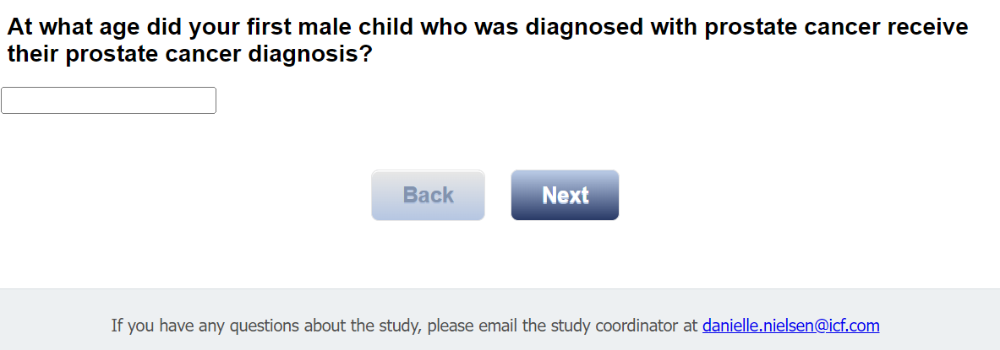 At what age did your first male child who was diagnosed with prostate cancer receive
their prostate cancer diagnosis?
Back
Next
If you have any questions about the study, please email the study coordinator at danielle.nielsen@icf.com